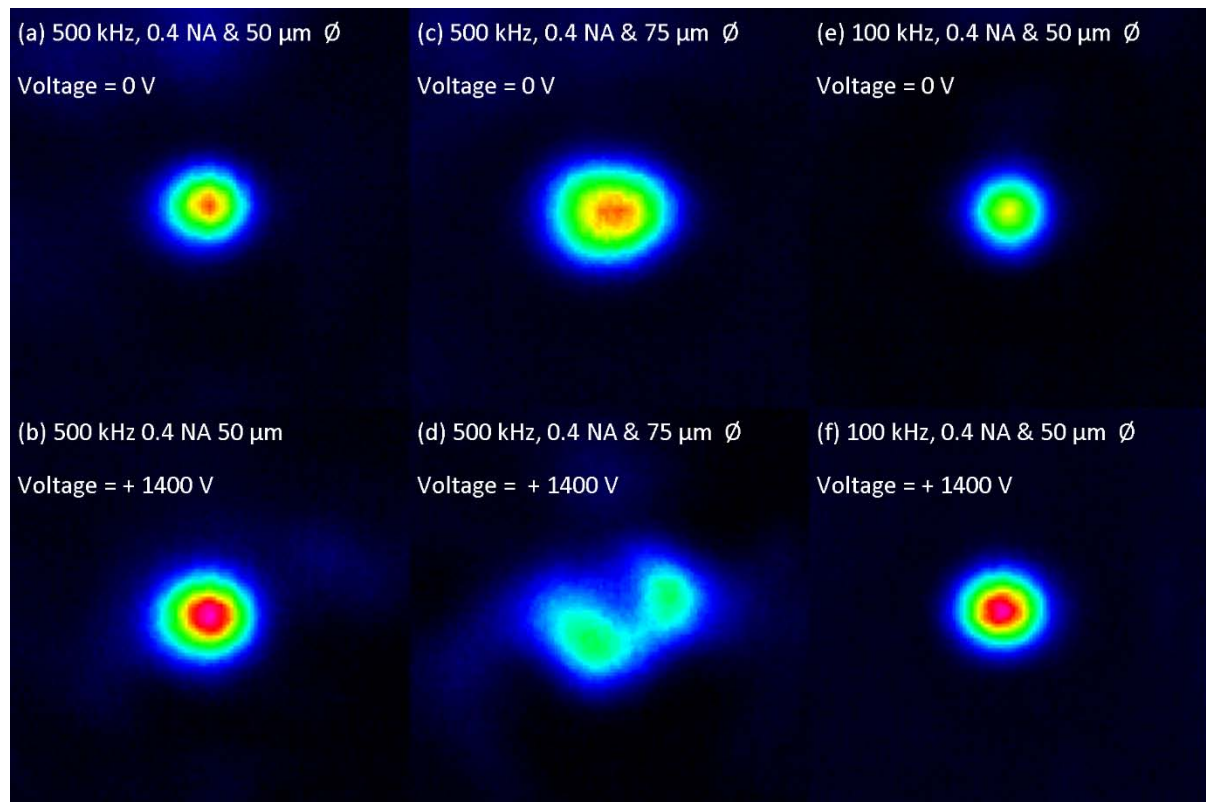 (a) 500 kHz, 0.4 NA & 50 µm Ø
Voltage = 0 V
(c) 500 kHz, 0.4 NA & 75 µm Ø
Voltage = 0 V
(e) 100 kHz, 0.4 NA & 50 µm Ø
Voltage = 0 V
(b) 500 kHz 0.4 NA 50 µm
Voltage = + 1400 V
(d) 500 kHz, 0.4 NA & 75 µm Ø
Voltage = + 1400 V
(f) 100 kHz, 0.4 NA & 50 µm Ø
Voltage = + 1400 V